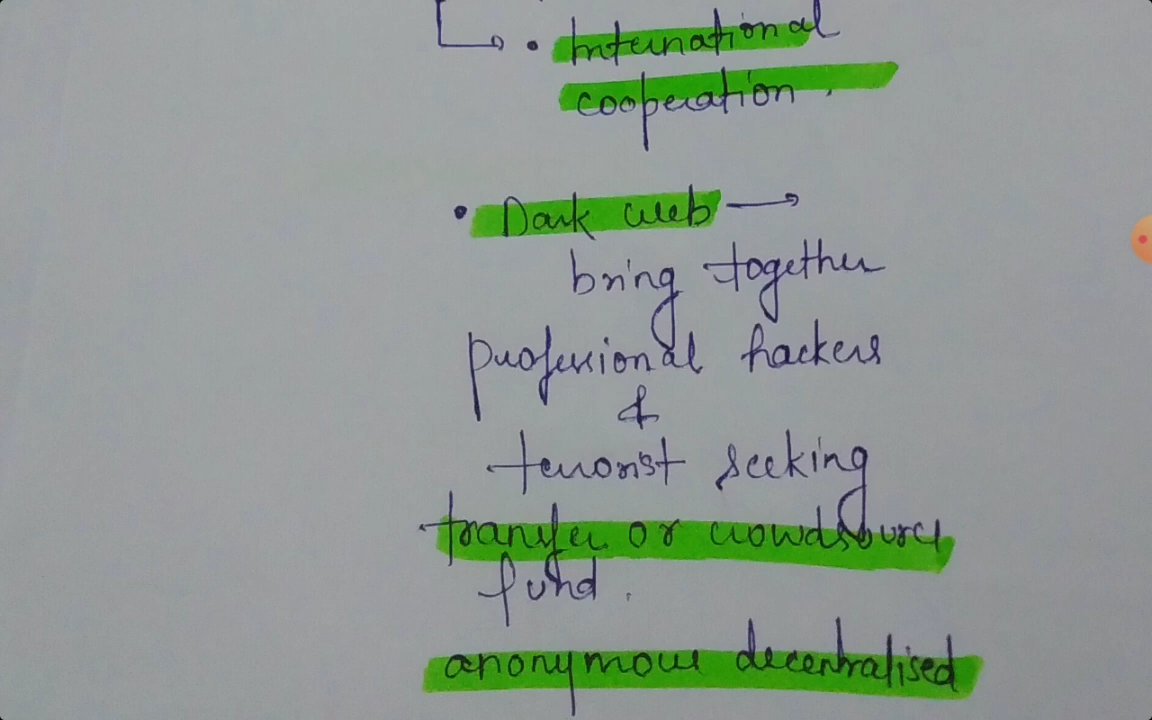 ↳ • International
cooperation.
• Dark web →
bring together
professional hackers
&
terrorist seeking
transfer or crowdsource
fund.
anonymous decentralised